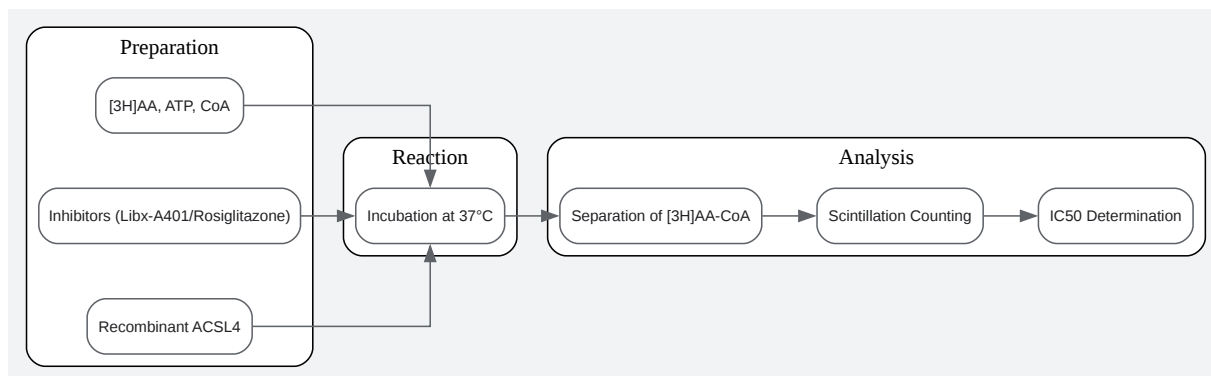 Preparation
[3H]AA, ATP, CoA
Inhibitors (Libx-A401/Rosiglitazone)
Recombinant ACSL4
Reaction
Incubation at 37°C
Analysis
Separation of [3H]AA-CoA
Scintillation Counting
IC50 Determination